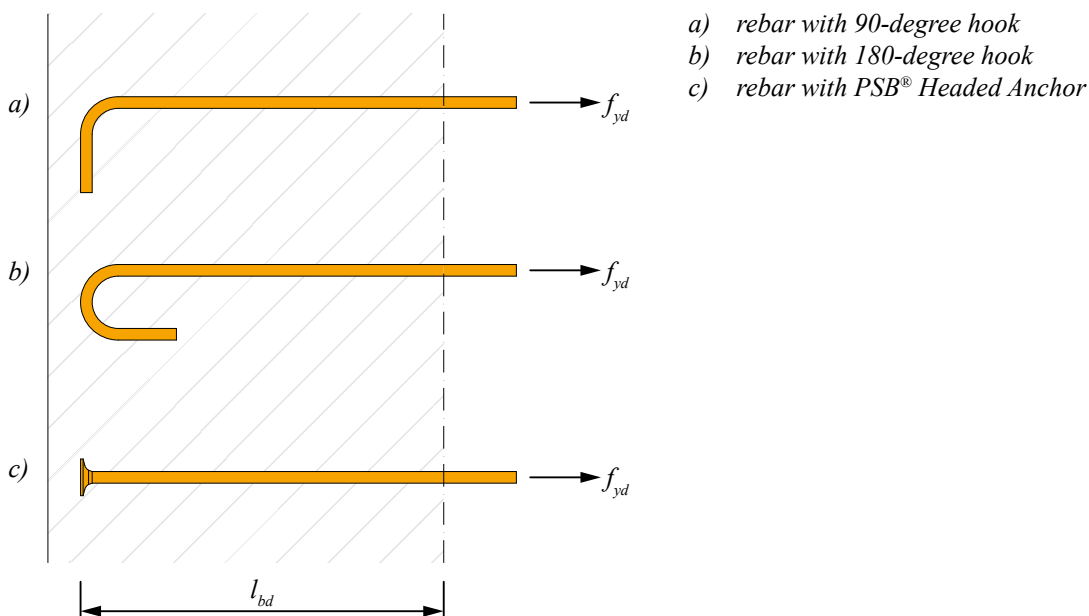 a) rebar with 90-degree hook
b) rebar with 180-degree hook
c) rebar with PSB® Headed Anchor
a)
f_yd
b)
f_yd
c)
f_yd
l_bd